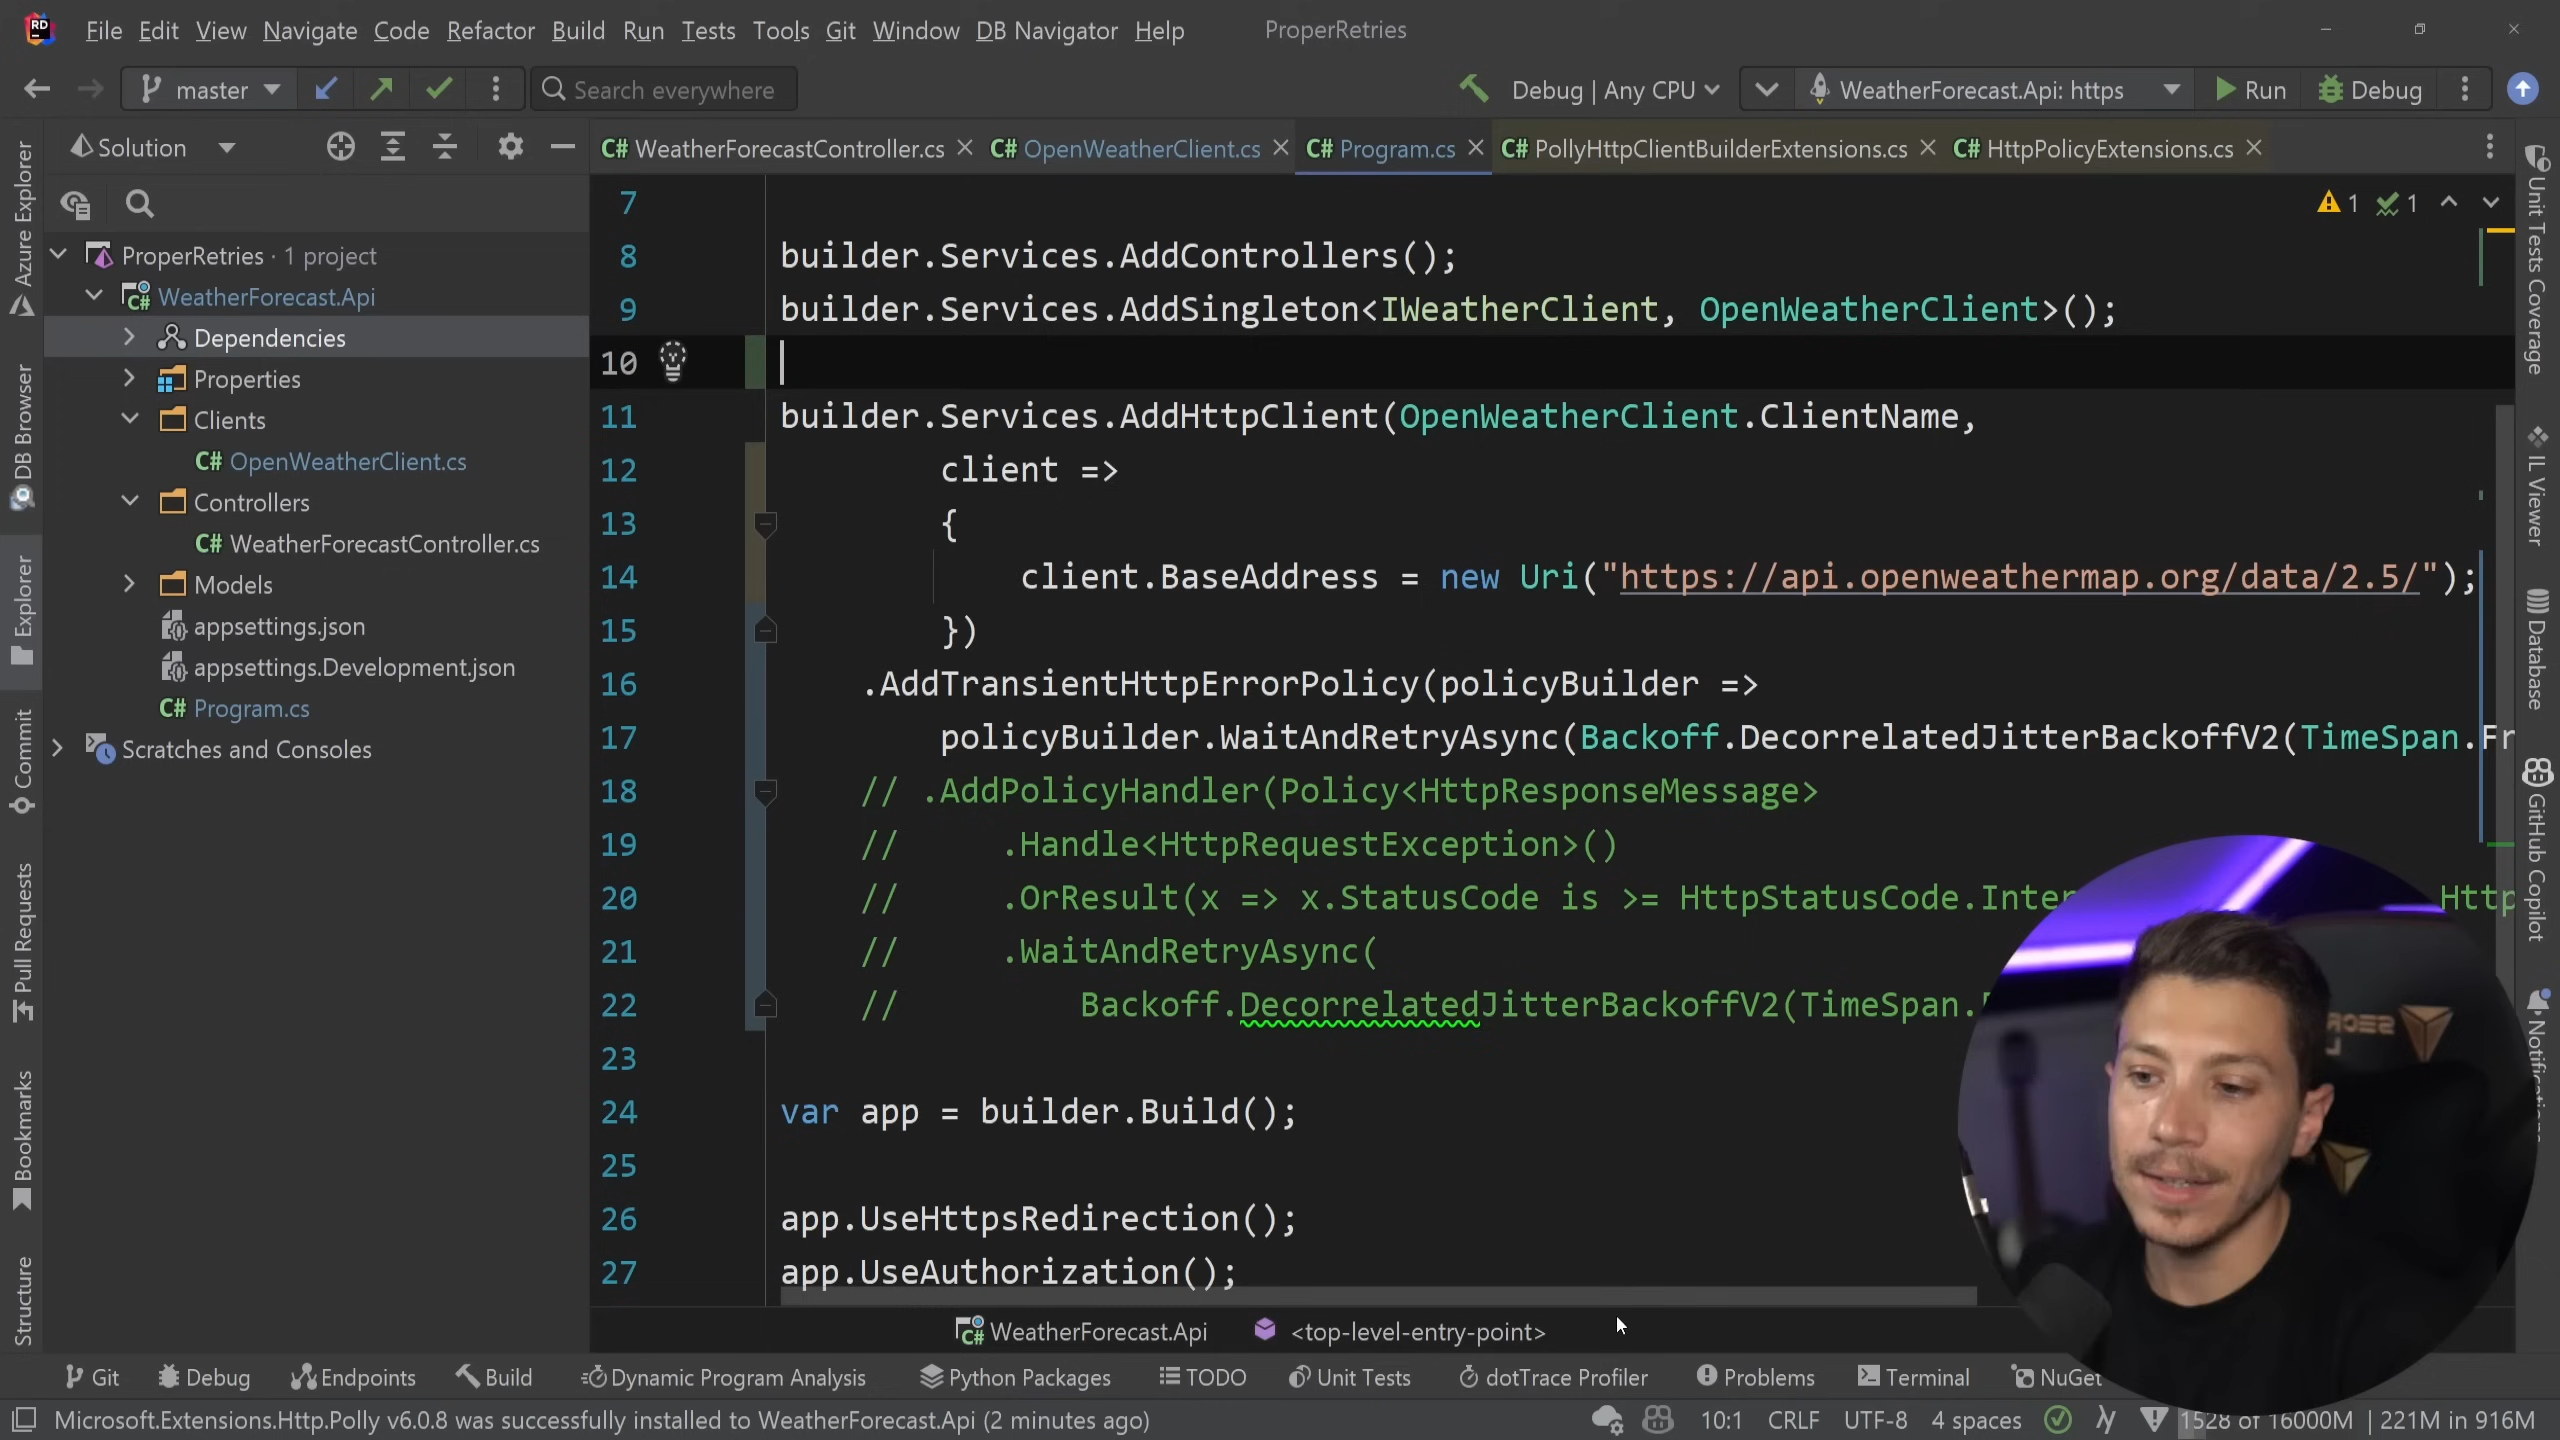 RD File Edit View Navigate Code Refactor Build Run Tests Tools Git Window DB Navigator Help ProperRetries
master Search everywhere Debug | Any CPU WeatherForecast.Api: https Run Debug
Solution
C# WeatherForecastController.cs C# OpenWeatherClient.cs C# Program.cs C# PollyHttpClientBuilderExtensions.cs C# HttpPolicyExtensions.cs
Azure Explorer
DB Browser
Explorer
Commit
Pull Requests
Bookmarks
Structure
ProperRetries · 1 project
C# WeatherForecast.Api
Dependencies
Properties
Clients
C# OpenWeatherClient.cs
Controllers
C# WeatherForecastController.cs
Models
appsettings.json
appsettings.Development.json
C# Program.cs
Scratches and Consoles
1 1
7
8 builder.Services.AddControllers();
9 builder.Services.AddSingleton<IWeatherClient, OpenWeatherClient>();
10
11 builder.Services.AddHttpClient(OpenWeatherClient.ClientName,
12 client =>
13 {
14 client.BaseAddress = new Uri("https://api.openweathermap.org/data/2.5/");
15 })
16 .AddTransientHttpErrorPolicy(policyBuilder =>
17 policyBuilder.WaitAndRetryAsync(Backoff.DecorrelatedJitterBackoffV2(TimeSpan.Fr
18 // .AddPolicyHandler(Policy<HttpResponseMessage>
19 // .Handle<HttpRequestException>()
20 // .OrResult(x => x.StatusCode is >= HttpStatusCode.Inter Http
21 // .WaitAndRetryAsync(
22 // Backoff.DecorrelatedJitterBackoffV2(TimeSpan.
23
24 var app = builder.Build();
25
26 app.UseHttpsRedirection();
27 app.UseAuthorization();
Unit Tests Coverage
IL Viewer
Database
GitHub Copilot
Notifications
C# WeatherForecast.Api <top-level-entry-point>
Git Debug Endpoints Build Dynamic Program Analysis Python Packages TODO Unit Tests dotTrace Profiler Problems Terminal NuGet
Microsoft.Extensions.Http.Polly v6.0.8 was successfully installed to WeatherForecast.Api (2 minutes ago) 10:1 CRLF UTF-8 4 spaces 1528 of 16000M 221M in 916M